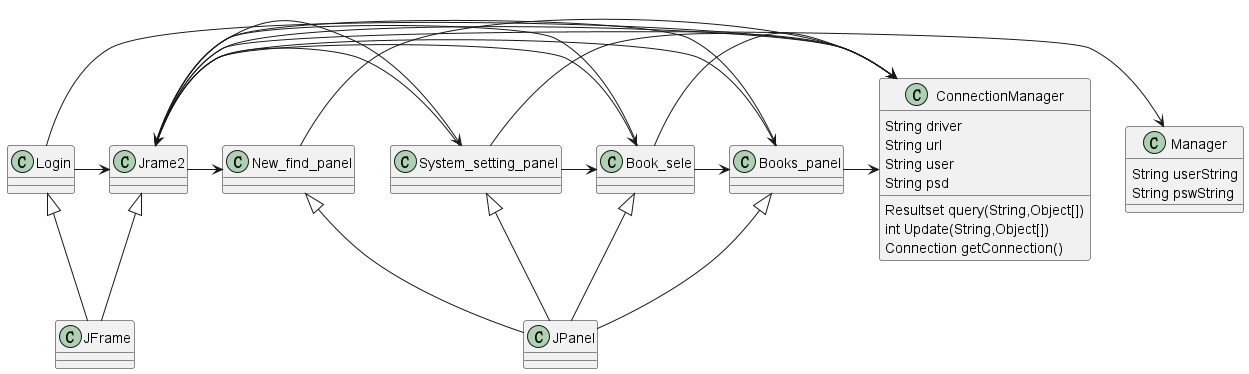 C Login
C Jrame2
C New_find_panel
C System_setting_panel
C Book_sele
C Books_panel
C ConnectionManager
String driver
String url
String user
String psd
Resultset query(String,Object[])
int Update(String,Object[])
Connection getConnection()
C Manager
String userString
String pswString
C JFrame
C JPanel